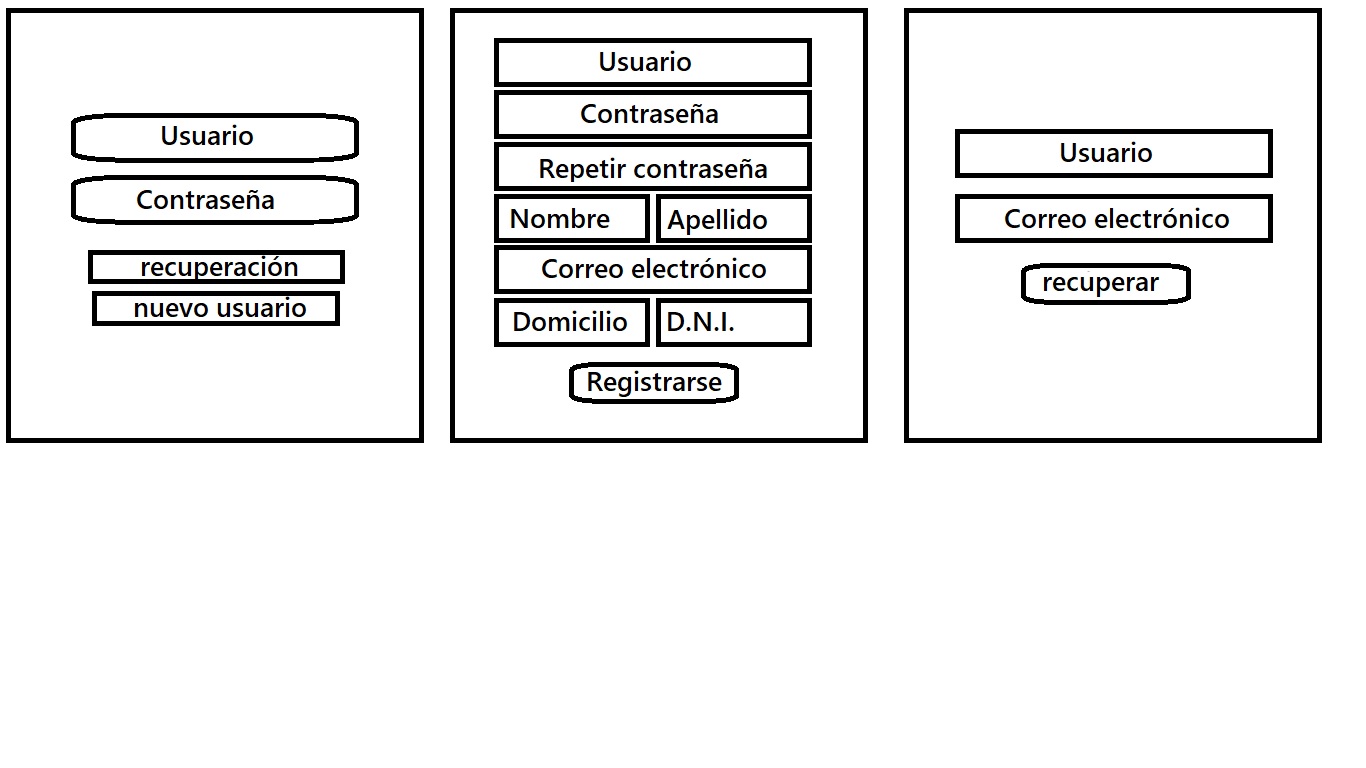 Usuario
Contraseña
recuperación
nuevo usuario
Usuario
Contraseña
Repetir contraseña
Nombre
Apellido
Correo electrónico
Domicilio
D.N.I.
Registrarse
Usuario
Correo electrónico
recuperar